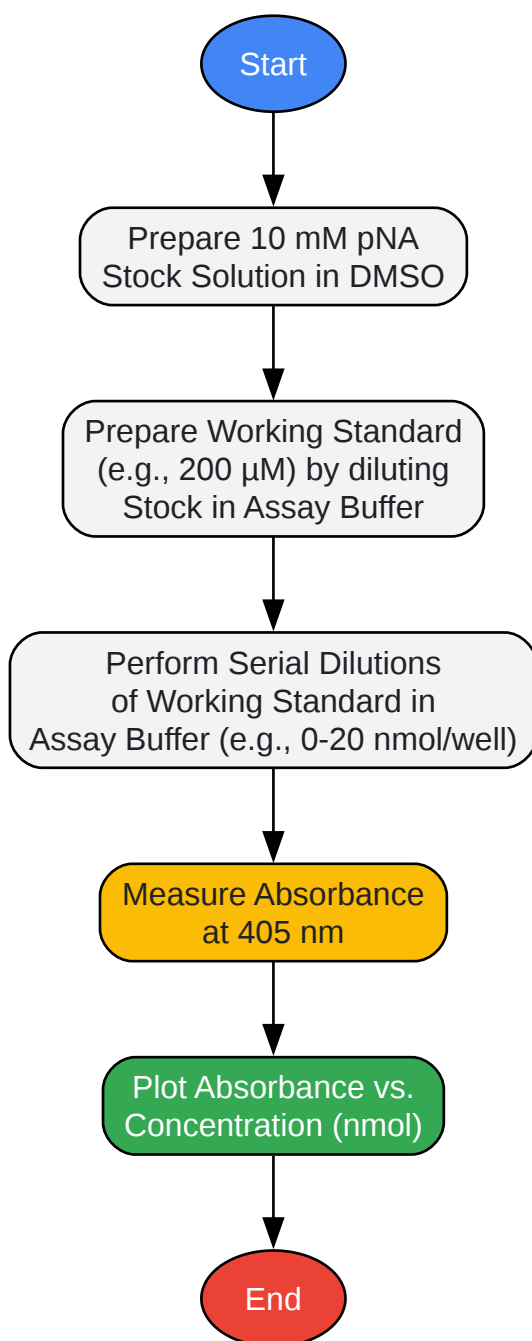 Start
Prepare 10 mM pNA
Stock Solution in DMSO
Prepare Working Standard
(e.g., 200 µM) by diluting
Stock in Assay Buffer
Perform Serial Dilutions
of Working Standard in
Assay Buffer (e.g., 0-20 nmol/well)
Measure Absorbance
at 405 nm
Plot Absorbance vs.
Concentration (nmol)
End